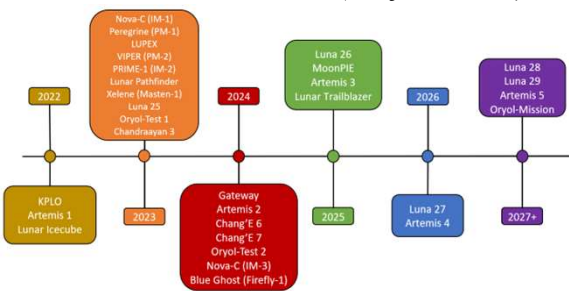 Nova-C (IM-1)
Peregrine (PM-1)
LUPEX
VIPER (PM-2)
PRIME-1 (IM-2)
Lunar Pathfinder
Xelene (Masten-1)
Luna 25
Oryol-Test 1
Chandraayan 3
Luna 26
MoonPIE
Artemis 3
Lunar Trailblazer
Luna 28
Luna 29
Artemis 5
Oryol-Mission
2022
2024
2026
KPLO
Artemis 1
Lunar Icecube
2023
Gateway
Artemis 2
Chang'E 6
Chang'E 7
Oryol-Test 2
Nova-C (IM-3)
Blue Ghost (Firefly-1)
2025
Luna 27
Artemis 4
2027+